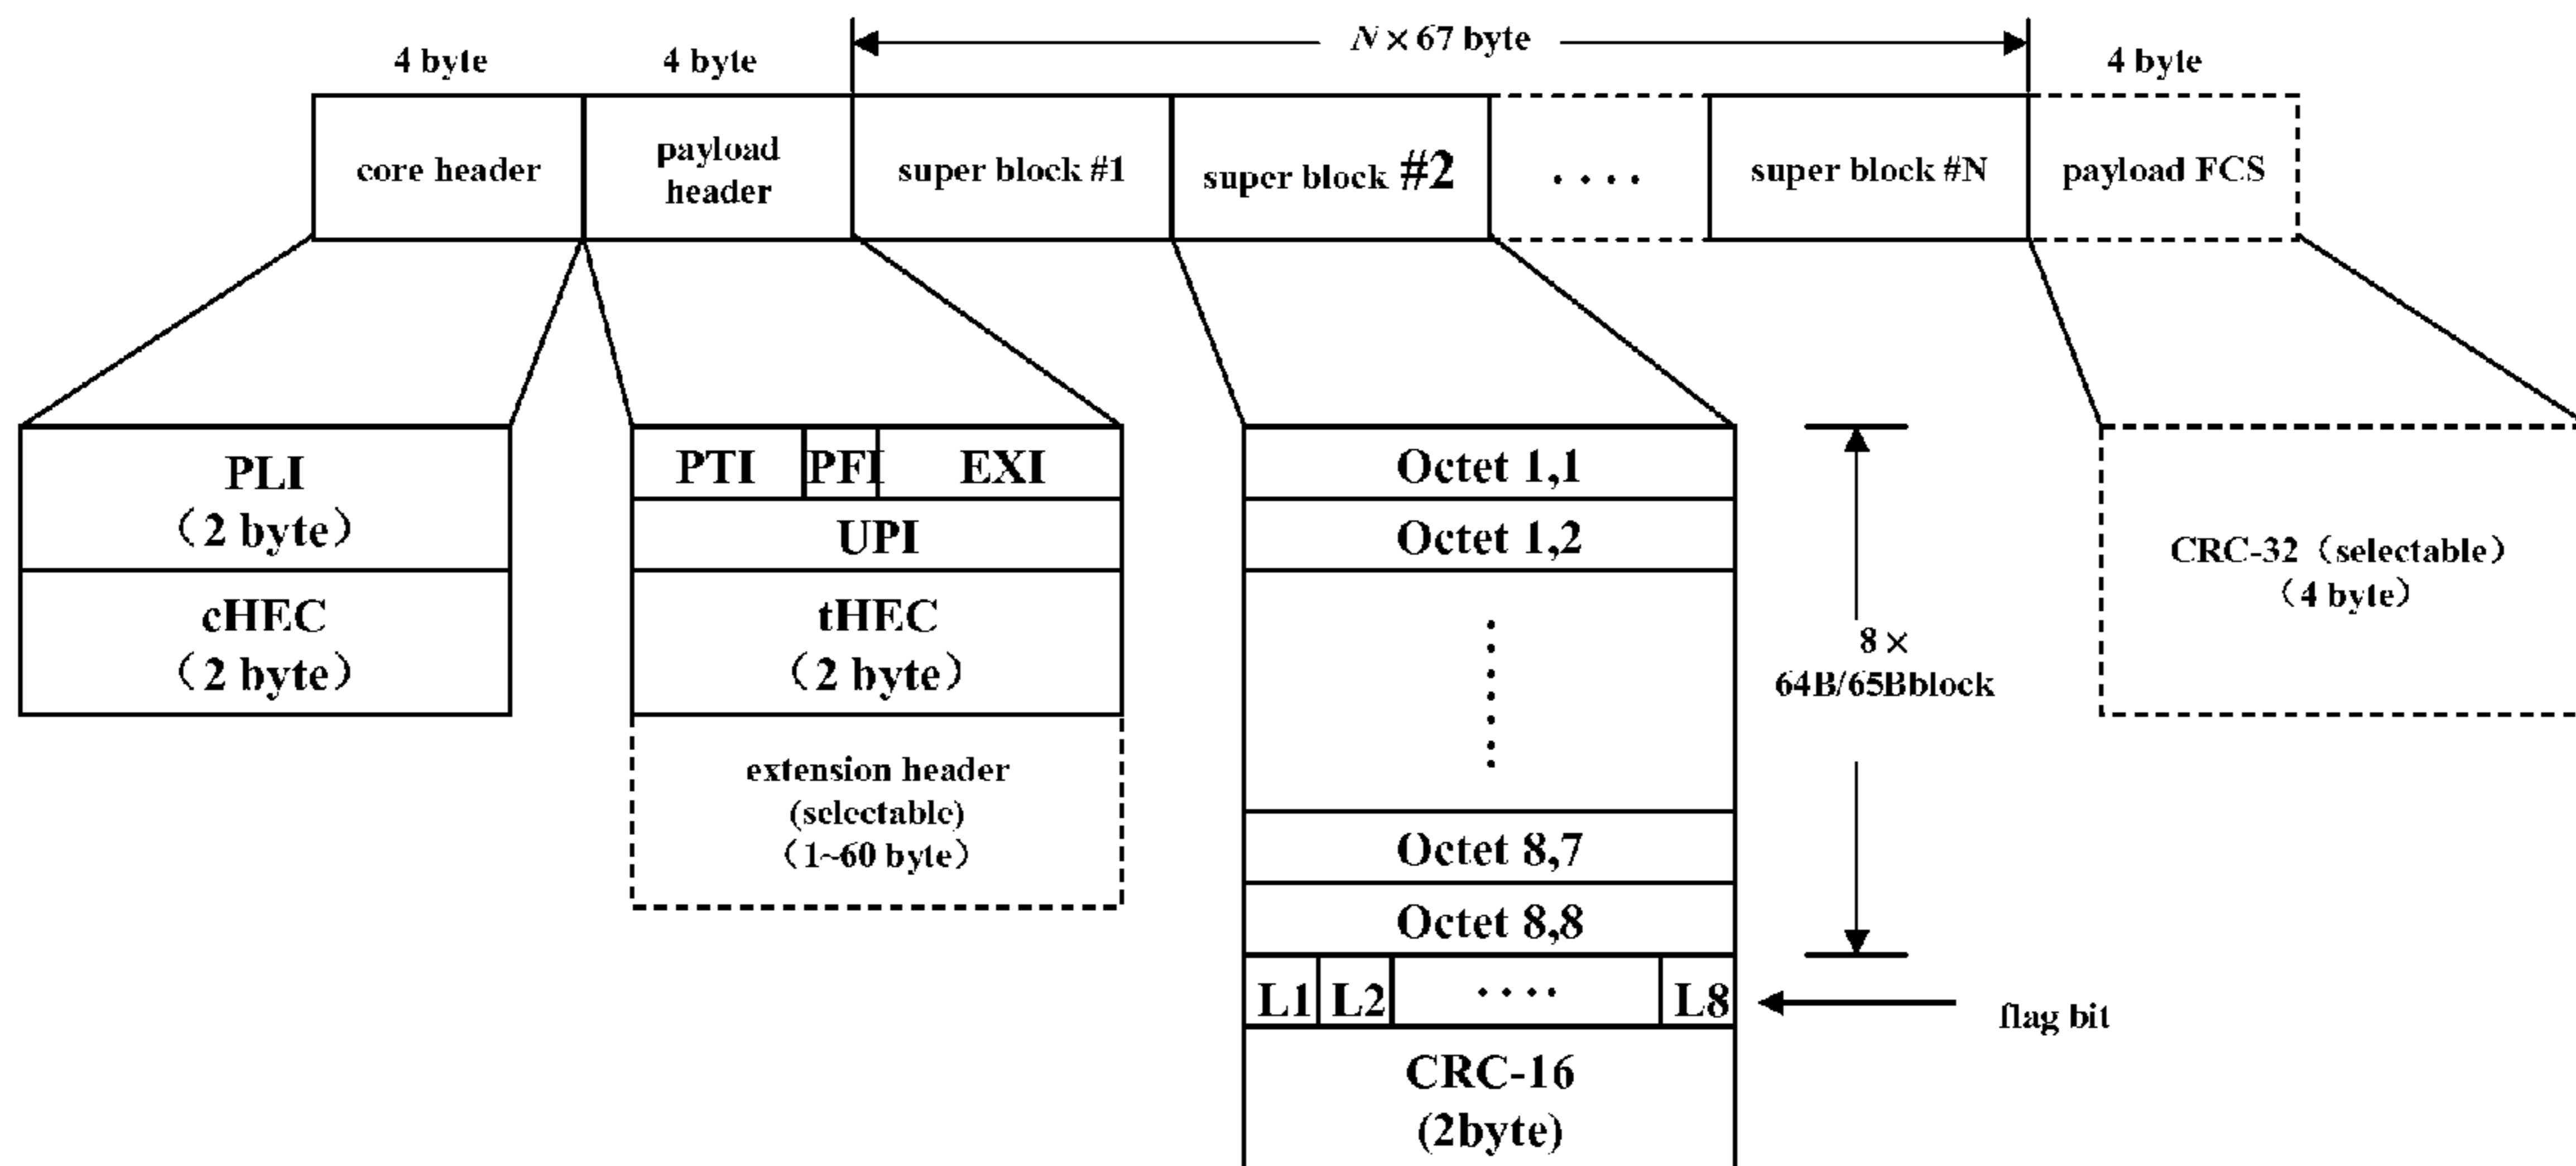 N × 67 byte
4 byte
4 byte
4 byte
core header
payload
header
super block #1
super block #2
· · · ·
super block #N
payload FCS
PLI
（2 byte）
cHEC
（2 byte）
PTI
PFI
EXI
UPI
tHEC
（2 byte）
extension header
(selectable)
（1~60 byte）
Octet 1,1
Octet 1,2
Octet 8,7
Octet 8,8
L1
L2
· · · ·
L8
CRC-16
(2byte)
8 ×
64B/65Bblock
flag bit
CRC-32（selectable）
（4 byte）